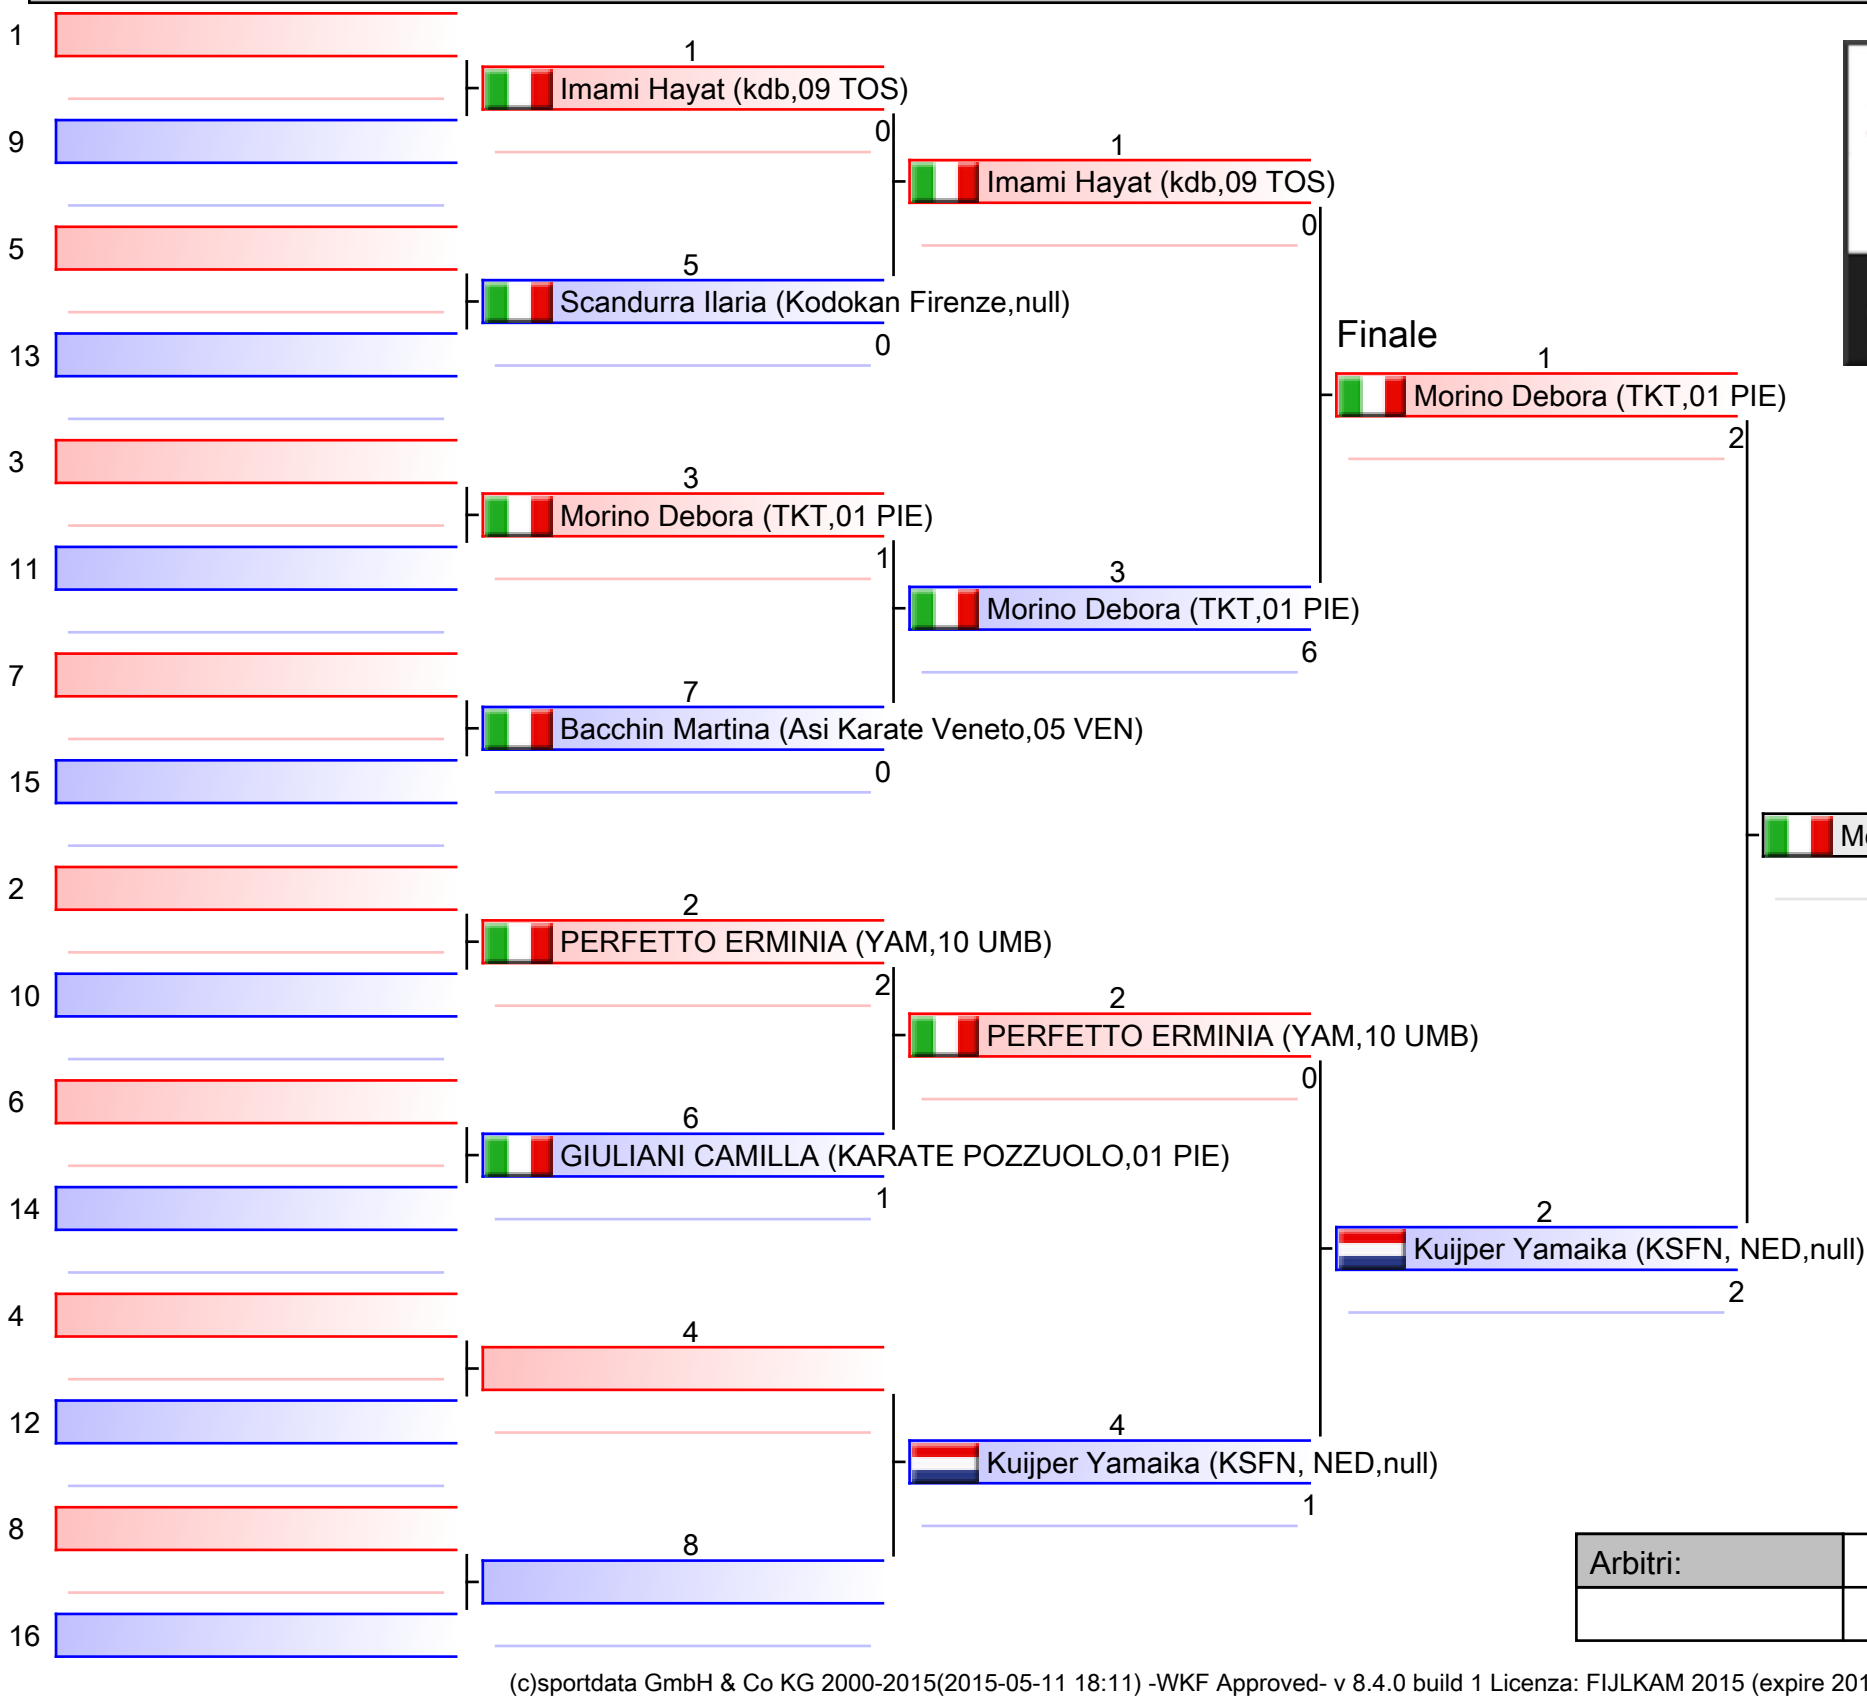 1
1
Imami Hayat (kdb,09 TOS)
0
9
1
Imami Hayat (kdb,09 TOS)
0
5
5
Scandurra Ilaria (Kodokan Firenze,null)
0
13
Finale
1
Morino Debora (TKT,01 PIE)
2
3
3
Morino Debora (TKT,01 PIE)
1
11
3
Morino Debora (TKT,01 PIE)
6
7
7
Bacchin Martina (Asi Karate Veneto,05 VEN)
0
15
2
2
PERFETTO ERMINIA (YAM,10 UMB)
2
10
2
PERFETTO ERMINIA (YAM,10 UMB)
0
6
6
GIULIANI CAMILLA (KARATE POZZUOLO,01 PIE)
1
14
2
Kuijper Yamaika (KSFN, NED,null)
2
4
4
12
4
Kuijper Yamaika (KSFN, NED,null)
1
8
8
16
Arbitri:
(c)sportdata GmbH & Co KG 2000-2015(2015-05-11 18:11) -WKF Approved- v 8.4.0 build 1 Licenza: FIJLKAM 2015 (expire 201